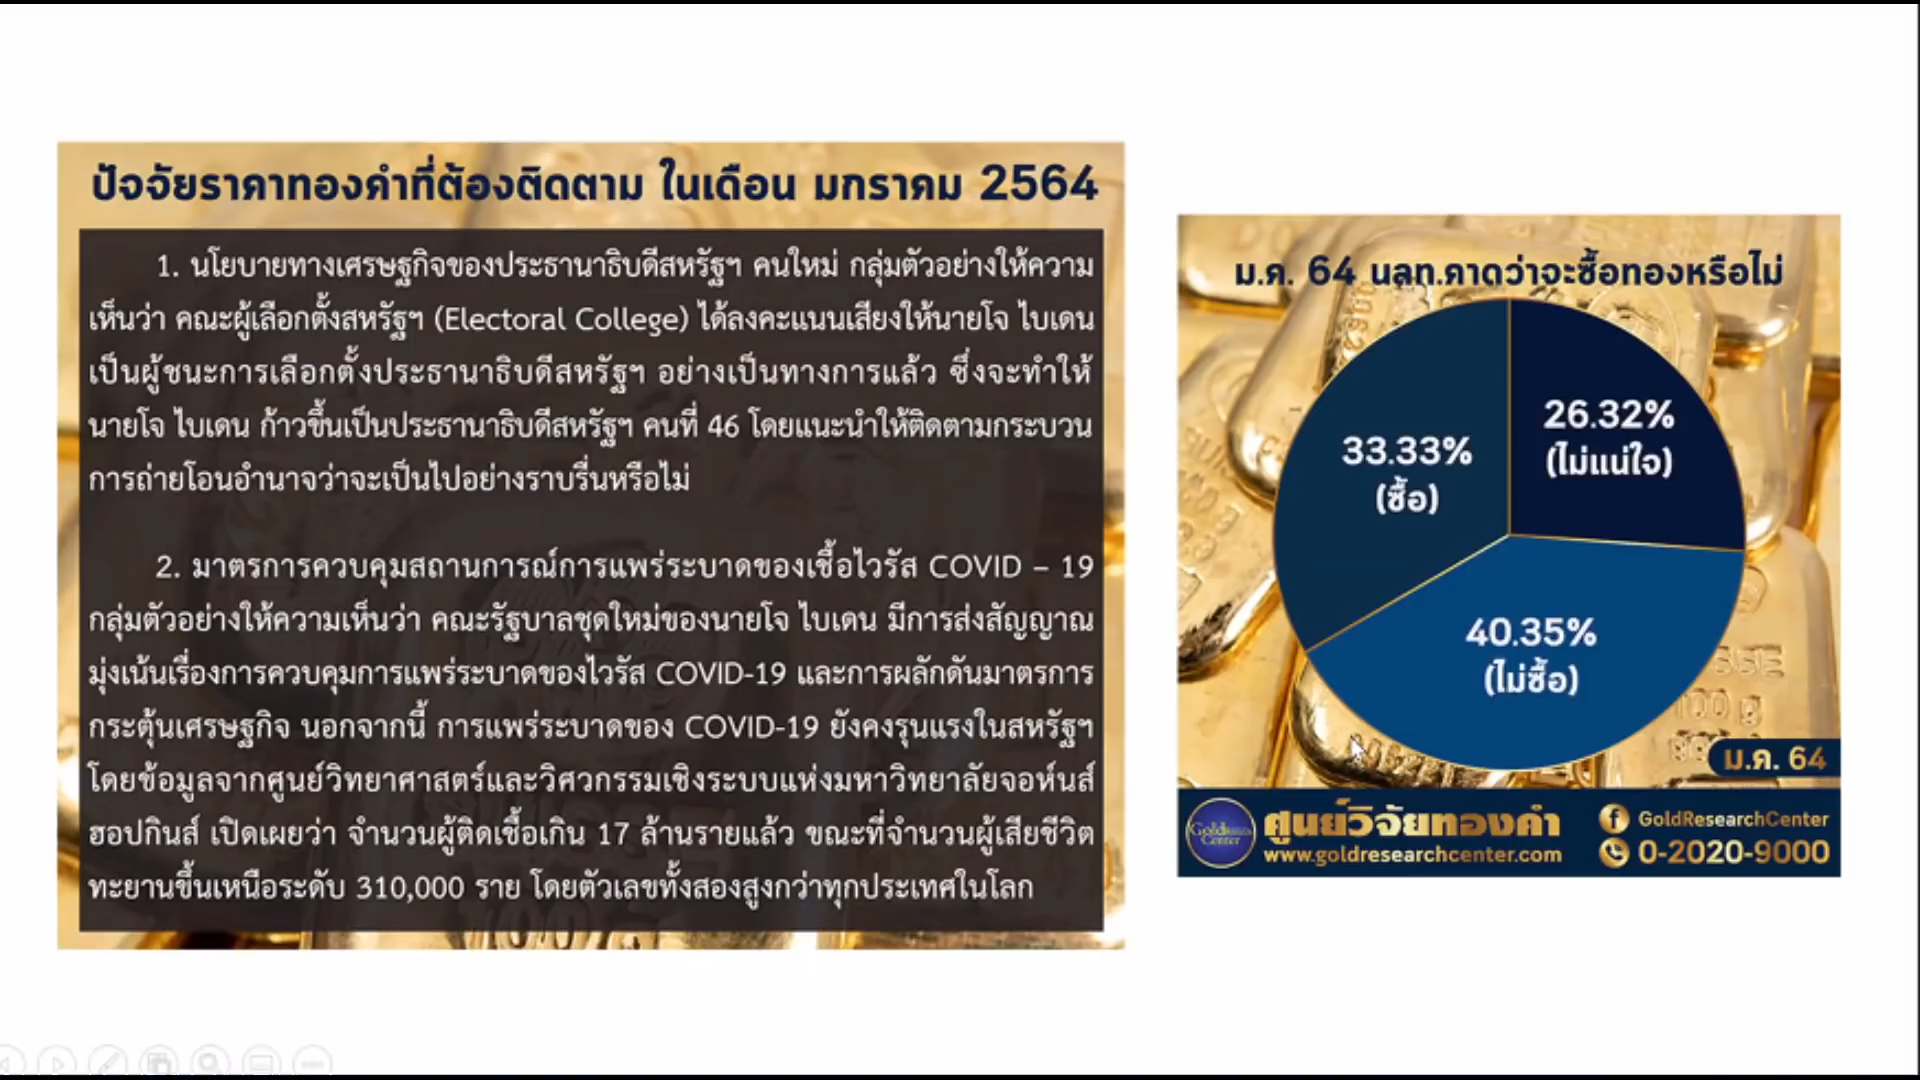 ปัจจัยราคาทองคำที่ต้องติดตาม ในเดือน มกราคม 2564
1. นโยบายทางเศรษฐกิจของประธานาธิบดีสหรัฐฯ คนใหม่ กลุ่มตัวอย่างให้ความ
เห็นว่า คณะผู้เลือกตั้งสหรัฐฯ (Electoral College) ได้ลงคะแนนเสียงให้นายโจ ไบเดน
เป็นผู้ชนะการเลือกตั้งประธานาธิบดีสหรัฐฯ อย่างเป็นทางการแล้ว ซึ่งจะทำให้
นายโจ ไบเดน ก้าวขึ้นเป็นประธานาธิบดีสหรัฐฯ คนที่ 46 โดยแนะนำให้ติดตามกระบวน
การถ่ายโอนอำนาจว่าจะเป็นไปอย่างราบรื่นหรือไม่
2. มาตรการควบคุมสถานการณ์การแพร่ระบาดของเชื้อไวรัส COVID – 19
กลุ่มตัวอย่างให้ความเห็นว่า คณะรัฐบาลชุดใหม่ของนายโจ ไบเดน มีการส่งสัญญาณ
มุ่งเน้นเรื่องการควบคุมการแพร่ระบาดของไวรัส COVID-19 และการผลักดันมาตรการ
กระตุ้นเศรษฐกิจ นอกจากนี้ การแพร่ระบาดของ COVID-19 ยังคงรุนแรงในสหรัฐฯ
โดยข้อมูลจากศูนย์วิทยาศาสตร์และวิศวกรรมเชิงระบบแห่งมหาวิทยาลัยจอห์นส์
ฮอปกินส์ เปิดเผยว่า จำนวนผู้ติดเชื้อเกิน 17 ล้านรายแล้ว ขณะที่จำนวนผู้เสียชีวิต
ทะยานขึ้นเหนือระดับ 310,000 ราย โดยตัวเลขทั้งสองสูงกว่าทุกประเทศในโลก
ม.ค. 64 นลท.คาดว่าจะซื้อทองหรือไม่
26.32%
(ไม่แน่ใจ)
33.33%
(ซื้อ)
40.35%
(ไม่ซื้อ)
ม.ค. 64
ศูนย์วิจัยทองคำ
www.goldresearchcenter.com
GoldResearchCenter
0-2020-9000